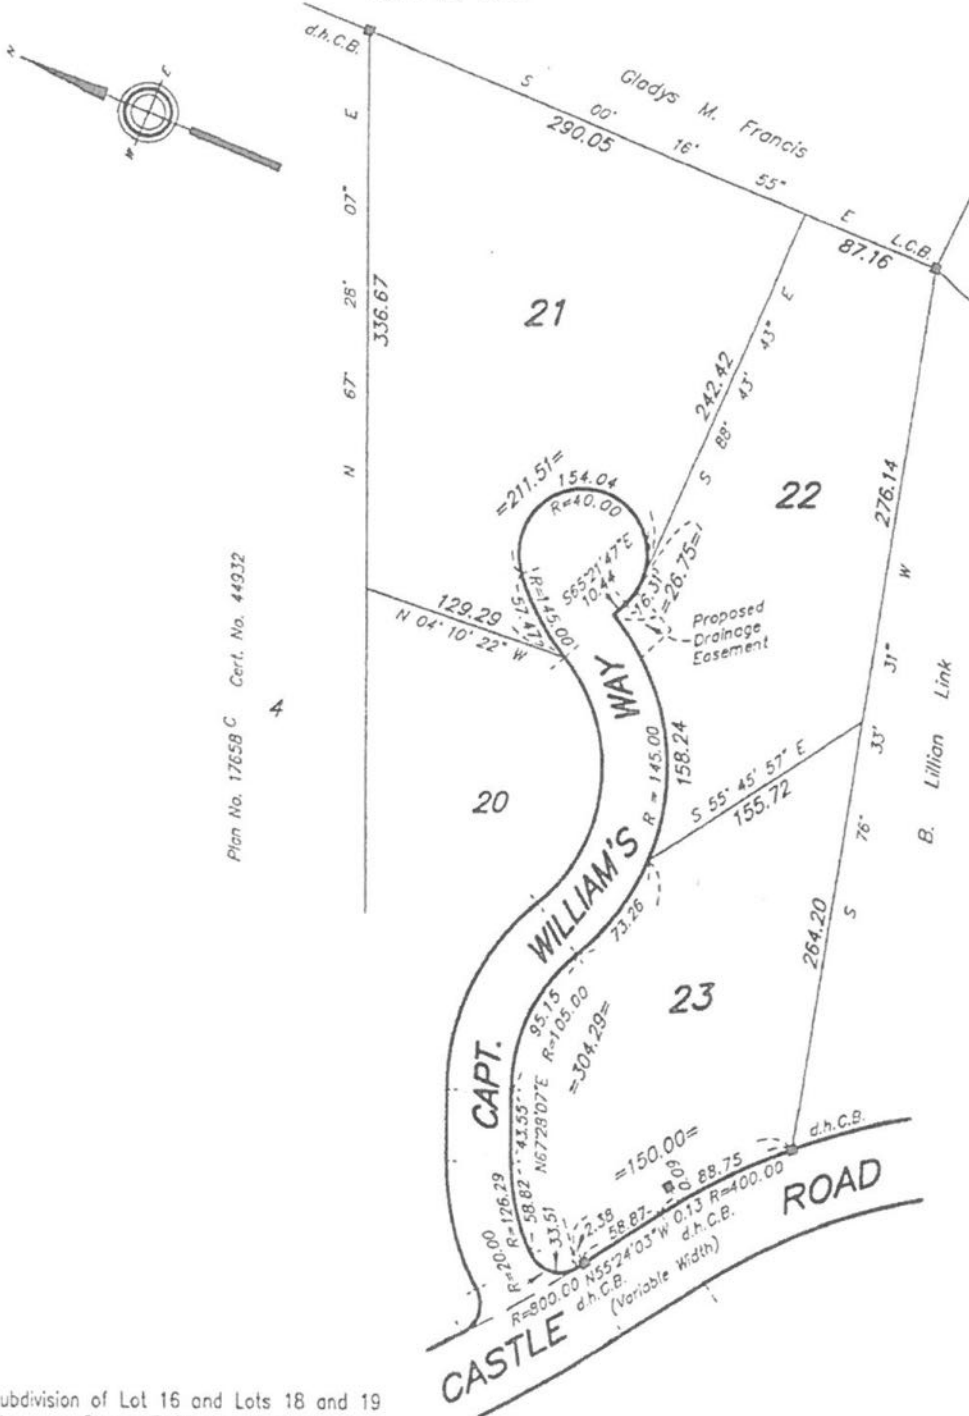 d.h.C.B.
N
E
W
S 00° 16' 55" E
290.05
Gladys M. Francis
87.16
L.C.B.
N 67° 28' 07" E
336.67
21
242.42
S 88° 43' 43" E
22
276.14
S 76° 33' 31" W
264.20
B. Lillian Link
=211.51=
154.04
R=40.00
S65°21'47"E
10.44
16.31
=26.75=
Proposed
Drainage
Easement
R=145.00
57.47
129.29
N 04° 10' 22" W
Plan No. 17658 C Cert. No. 44932
4
20
R = 145.00
158.24
S 55° 45' 57" E
155.72
CAPT. WILLIAM'S WAY
73.26
95.15
R=105.00
=304.29=
23
43.55
N67°28'07"E
58.82
R=126.29
33.51
R=20.00
2.38
=150.00=
58.87
88.75
0.09
0.13 R=400.00
d.h.C.B.
d.h.C.B.
R=800.00 N55°24'03"W
d.h.C.B.
(Variable Width)
CASTLE ROAD
ubdivision of Lot 16 and Lots 18 and 19